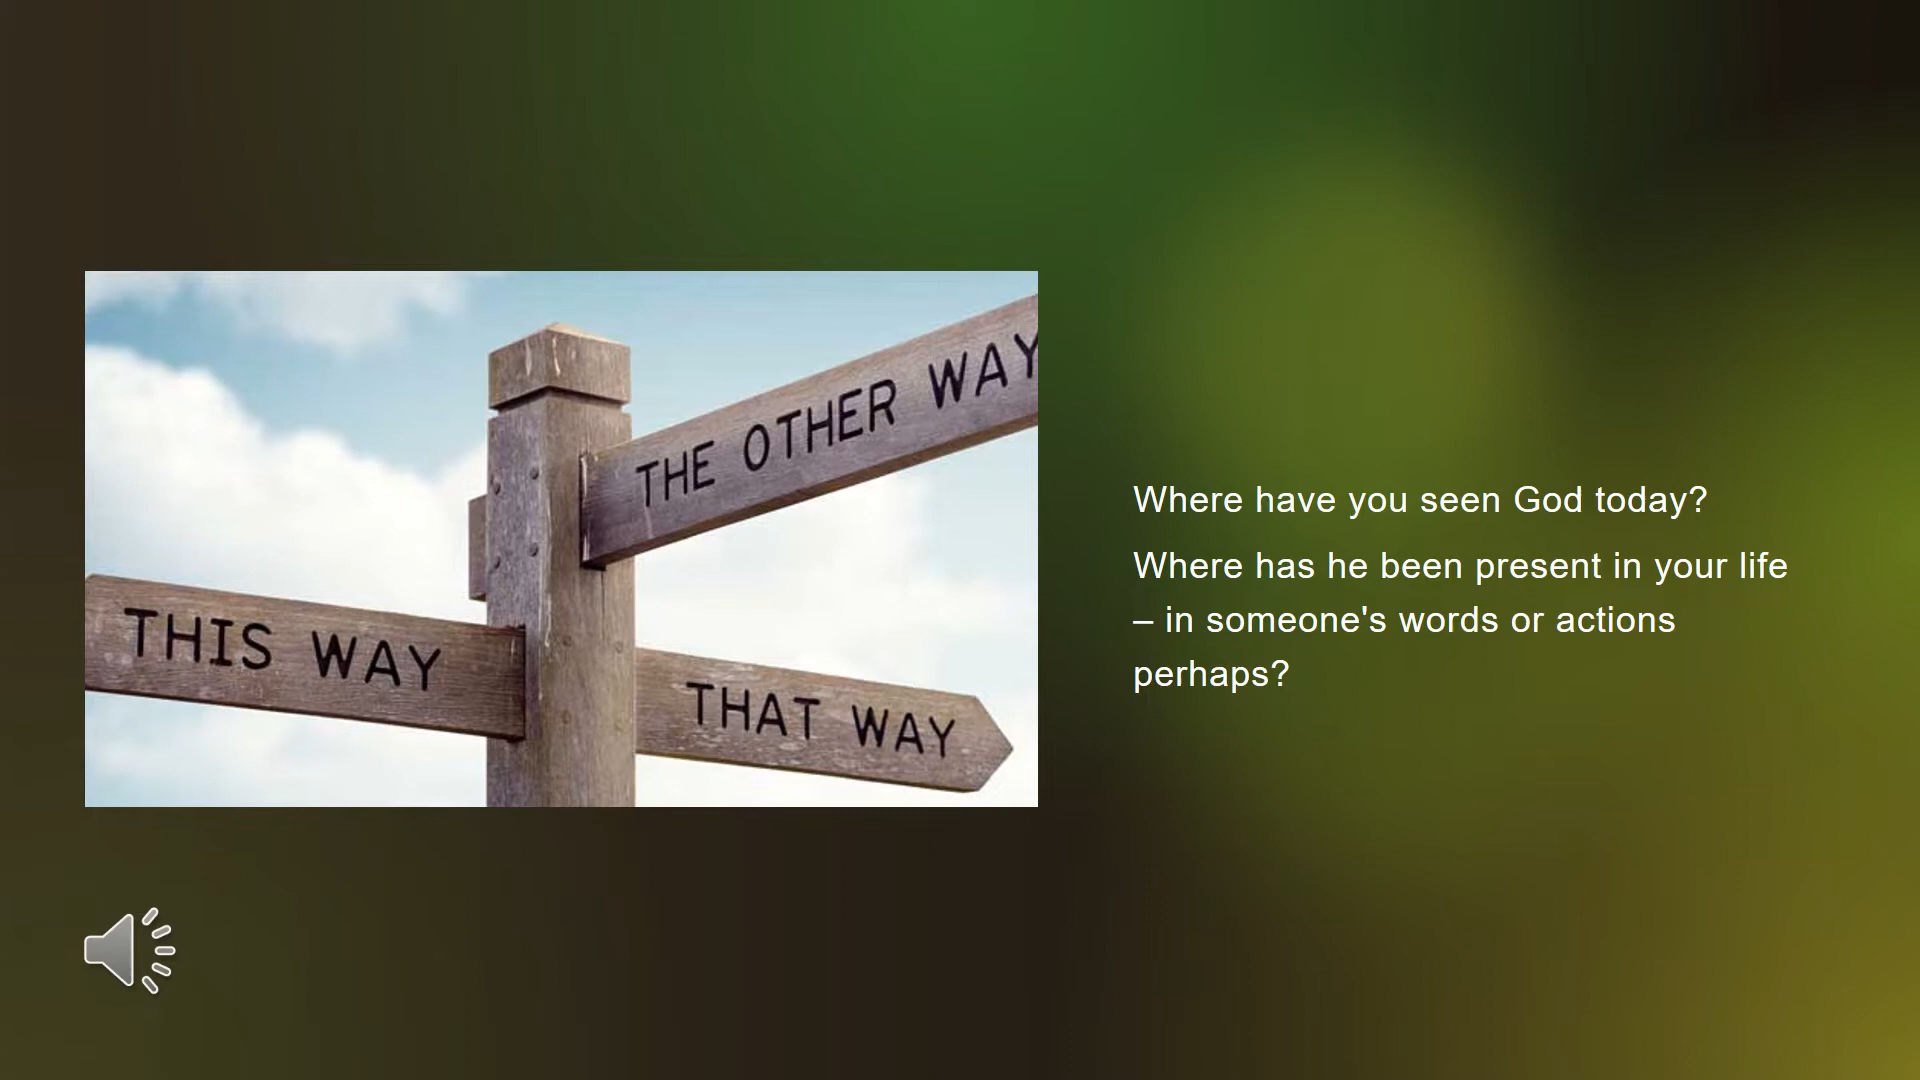 THE OTHER WAY
THIS WAY
THAT WAY
Where have you seen God today?
Where has he been present in your life
– in someone's words or actions
perhaps?